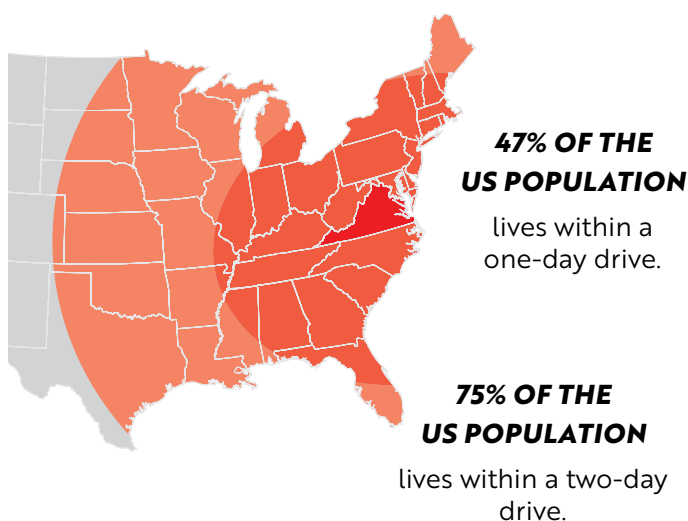 47% OF THE
US POPULATION
lives within a
one-day drive.
75% OF THE
US POPULATION
lives within a two-day
drive.